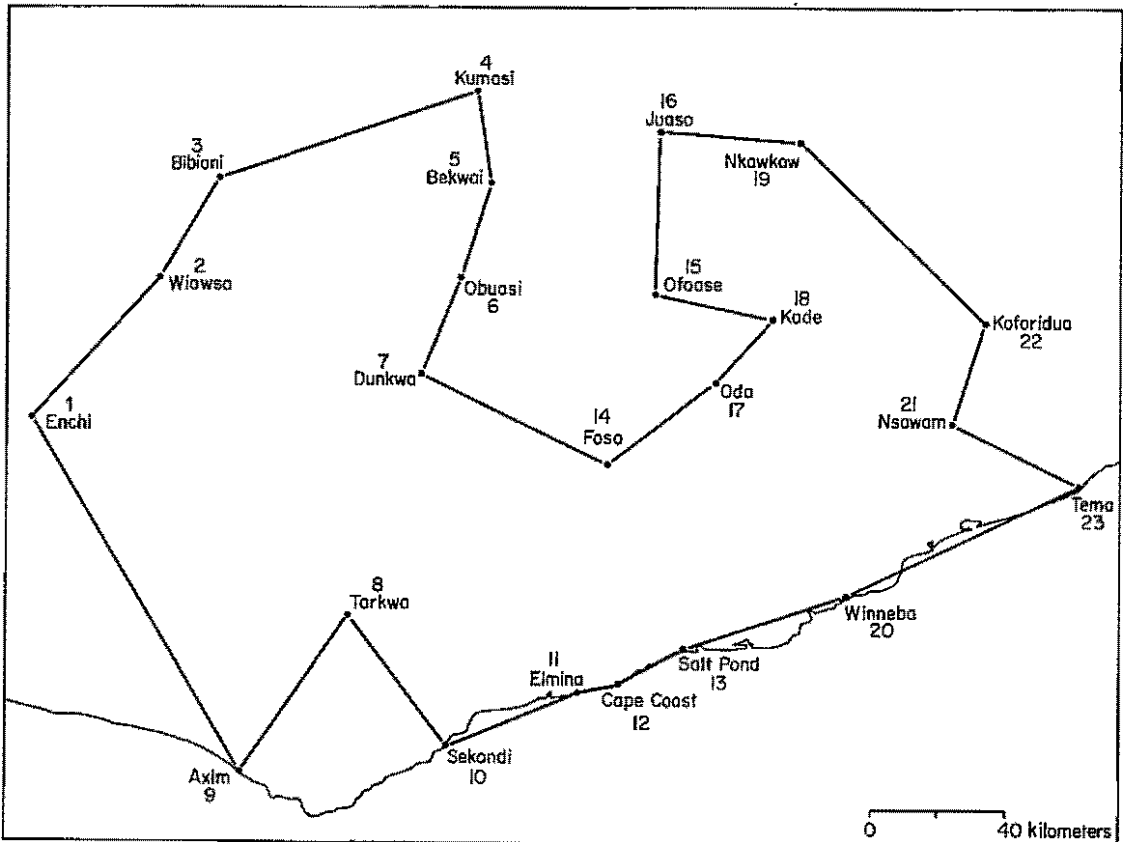 4
Kumasi
16
Juaso
3
Bibiani
5
Bekwai
Nkawkaw
19
2
Wiawso
Obuasi
6
15
Ofoase
18
Kade
Koforidua
22
7
Dunkwa
Oda
17
1
Enchi
14
Foso
21
Nsawam
Tema
23
8
Tarkwa
Winneba
20
11
Elmina
Salt Pond
13
Cape Coast
12
Sekondi
10
Axim
9
0 40 kilometers